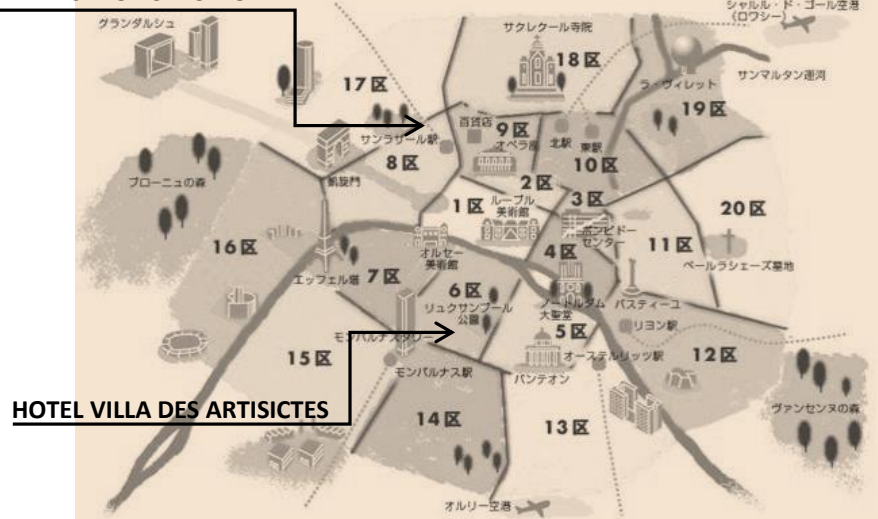 シャルル・ド・ゴール空港
(ロワシー)
グランダルシュ
サクレクール寺院
18区
ラ・ヴィレット
サンマルタン運河
17区
19区
サンラザール駅
百貨店
9区
オペラ座
北駅
東駅
10区
8区
ブローニュの森
凱旋門
2区
3区
1区
ルーブル
美術館
ポンピドー
センター
20区
11区
ペールラシェーズ墓地
16区
オルセー
美術館
4区
エッフェル塔
7区
6区
リュクサンブール
公園
ノートルダム
大聖堂
バスティーユ
5区
リヨン駅
モンパルナスタワー
15区
オーステルリッツ駅
12区
モンパルナス駅
パンテオン
HOTEL VILLA DES ARTISICTES
ヴァンセンヌの森
14区
13区
オルリー空港